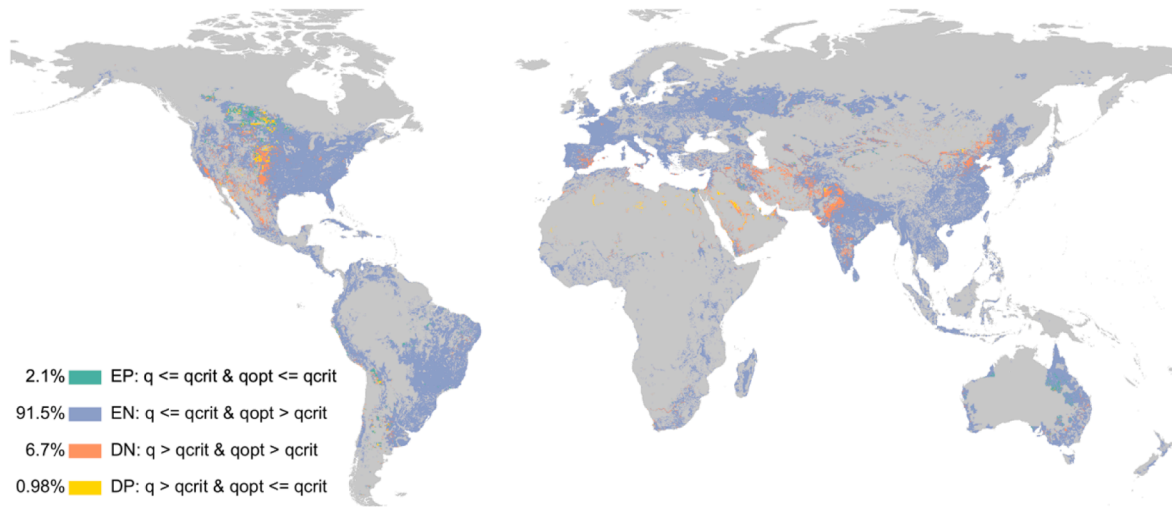 2.1% EP: q <= qcrit & qopt <= qcrit
91.5% EN: q <= qcrit & qopt > qcrit
6.7% DN: q > qcrit & qopt > qcrit
0.98% DP: q > qcrit & qopt <= qcrit